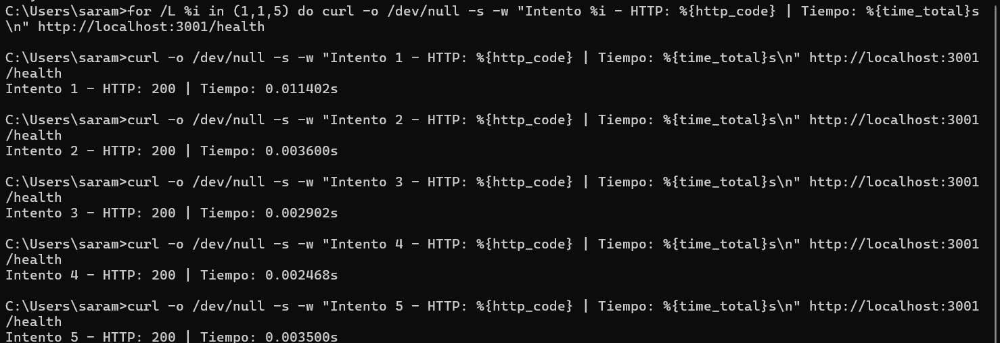 C:\Users\saram>for /L %i in (1,1,5) do curl -o /dev/null -s -w "Intento %i - HTTP: %{http_code} | Tiempo: %{time_total}s
\n" http://localhost:3001/health
C:\Users\saram>curl -o /dev/null -s -w "Intento 1 - HTTP: %{http_code} | Tiempo: %{time_total}s\n" http://localhost:3001
/health
Intento 1 - HTTP: 200 | Tiempo: 0.011402s
C:\Users\saram>curl -o /dev/null -s -w "Intento 2 - HTTP: %{http_code} | Tiempo: %{time_total}s\n" http://localhost:3001
/health
Intento 2 - HTTP: 200 | Tiempo: 0.003600s
C:\Users\saram>curl -o /dev/null -s -w "Intento 3 - HTTP: %{http_code} | Tiempo: %{time_total}s\n" http://localhost:3001
/health
Intento 3 - HTTP: 200 | Tiempo: 0.002902s
C:\Users\saram>curl -o /dev/null -s -w "Intento 4 - HTTP: %{http_code} | Tiempo: %{time_total}s\n" http://localhost:3001
/health
Intento 4 - HTTP: 200 | Tiempo: 0.002468s
C:\Users\saram>curl -o /dev/null -s -w "Intento 5 - HTTP: %{http_code} | Tiempo: %{time_total}s\n" http://localhost:3001
/health
Intento 5 - HTTP: 200 | Tiempo: 0.003500s